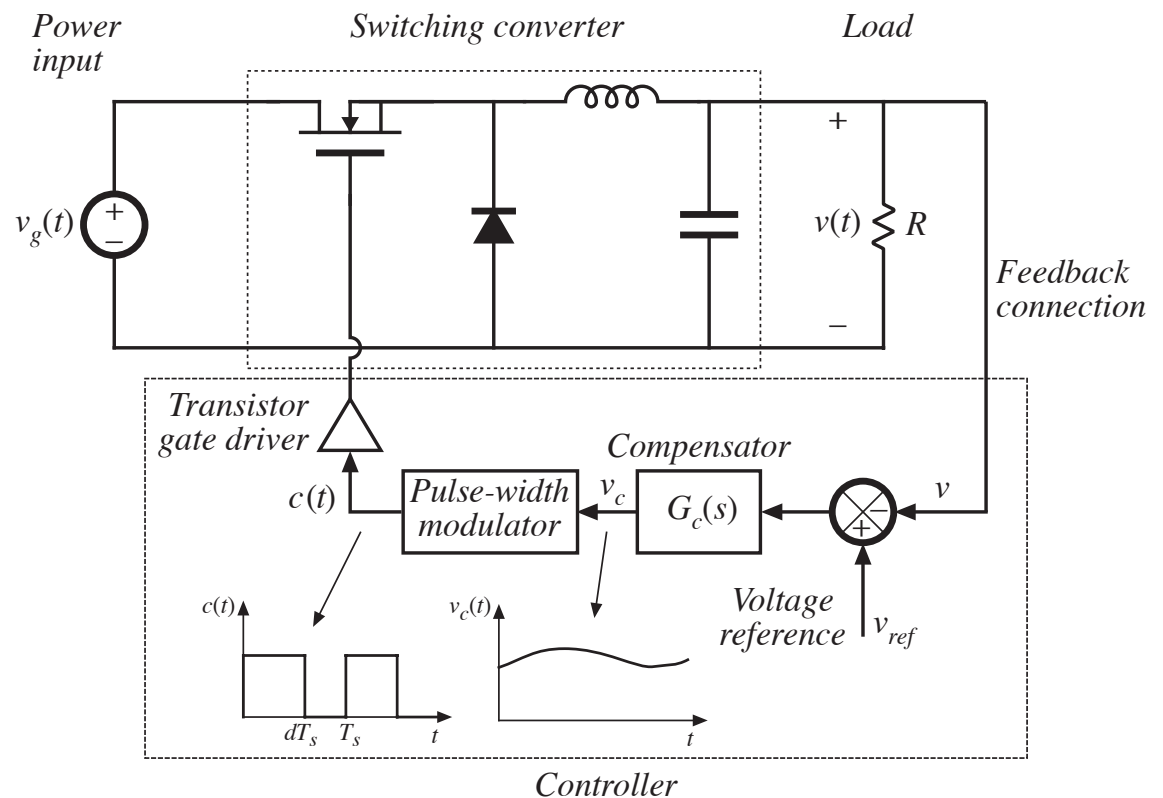 Power
input
Switching converter
Load
+
−
v_g(t)
+
−
v(t)
R
Feedback
connection
Transistor
gate driver
c(t)
Pulse-width
modulator
v_c
Compensator
G_c(s)
−
+
v
Voltage
reference
v_ref
c(t)
dT_s
T_s
t
v_c(t)
t
Controller